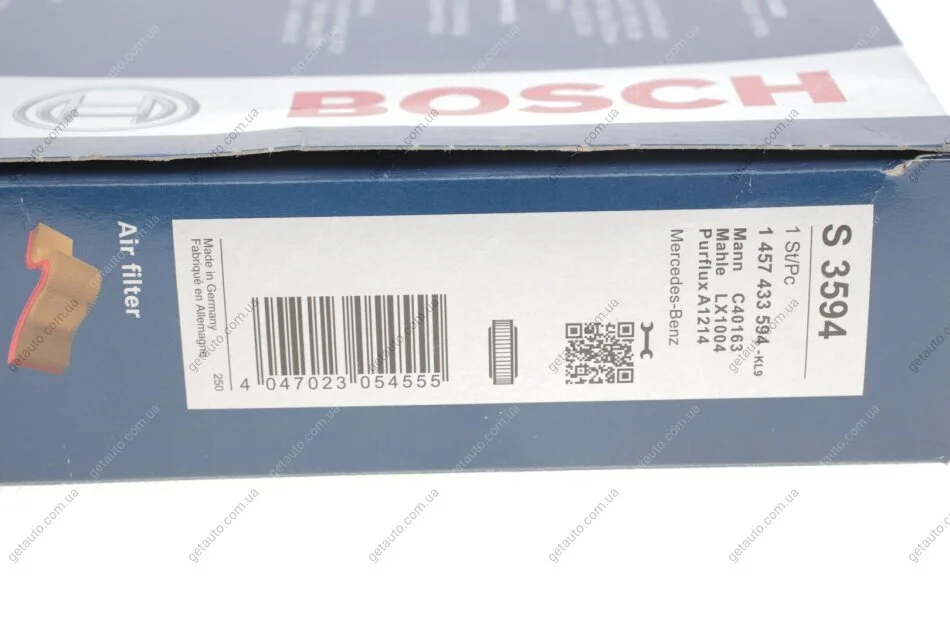 BOSCH
Air filter
S 3594
1 St/Pc
1 457 433 594 -KL9
Mann C40163
Mahle LX1004
Purflux A1214
Mercedes-Benz
Made in Germany
Fabriqué en Allemagne
250
4 047023 054555
getauto.com.ua